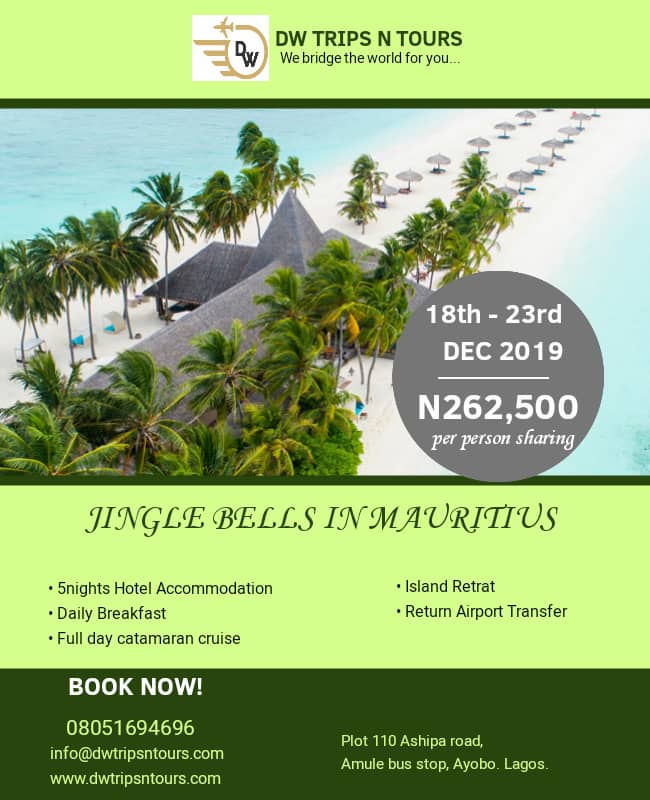 DW
DW TRIPS N TOURS
We bridge the world for you...
18th - 23rd
DEC 2019
N262,500
per person sharing
JINGLE BELLS IN MAURITIUS
• 5nights Hotel Accommodation
• Daily Breakfast
• Full day catamaran cruise
• Island Retrat
• Return Airport Transfer
BOOK NOW!
08051694696
info@dwtripsntours.com
www.dwtripsntours.com
Plot 110 Ashipa road,
Amule bus stop, Ayobo. Lagos.